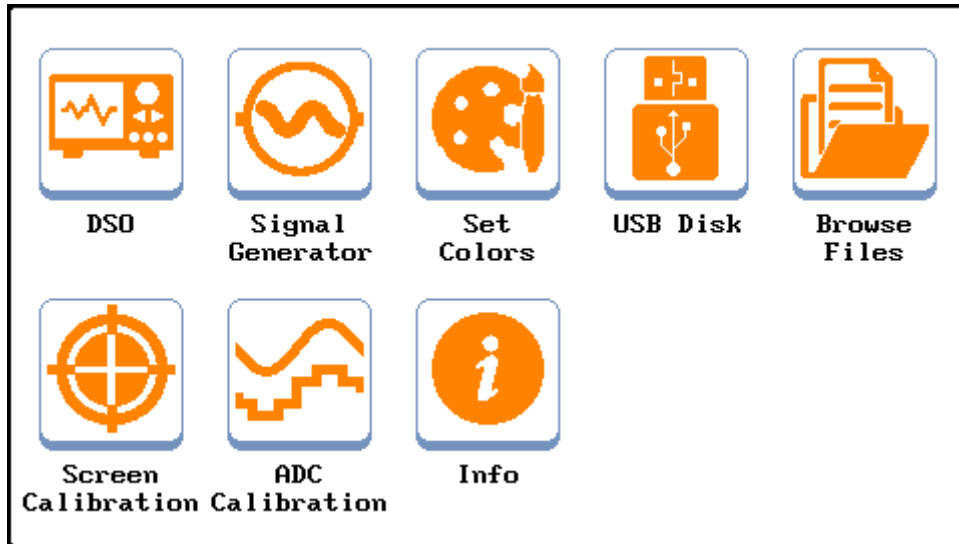 DSO
Signal
Generator
Set
Colors
USB Disk
Browse
Files
Screen
Calibration
ADC
Calibration
Info